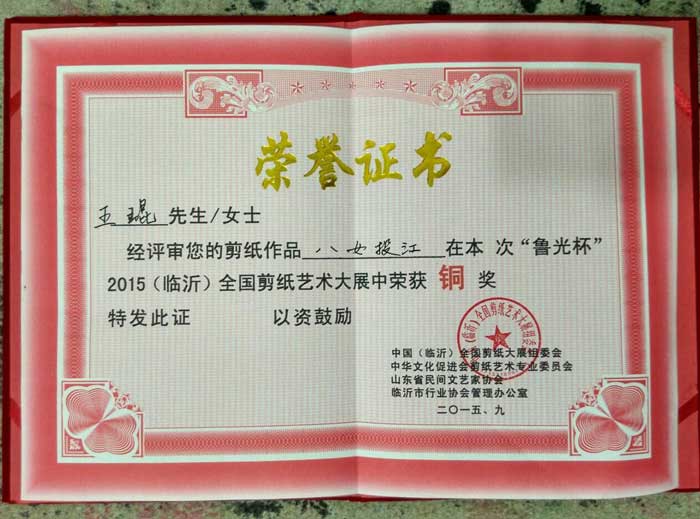 荣誉证书
王琨 先生/女士
经评审您的剪纸作品 八女投江 在本 次“鲁光杯”
2015（临沂）全国剪纸艺术大展中荣获 铜 奖
特发此证 以资鼓励
中国（临沂）全国剪纸大展组委会
中华文化促进会剪纸艺术专业委员会
山东省民间文艺家协会
临沂市行业协会管理办公室
二〇一五、九